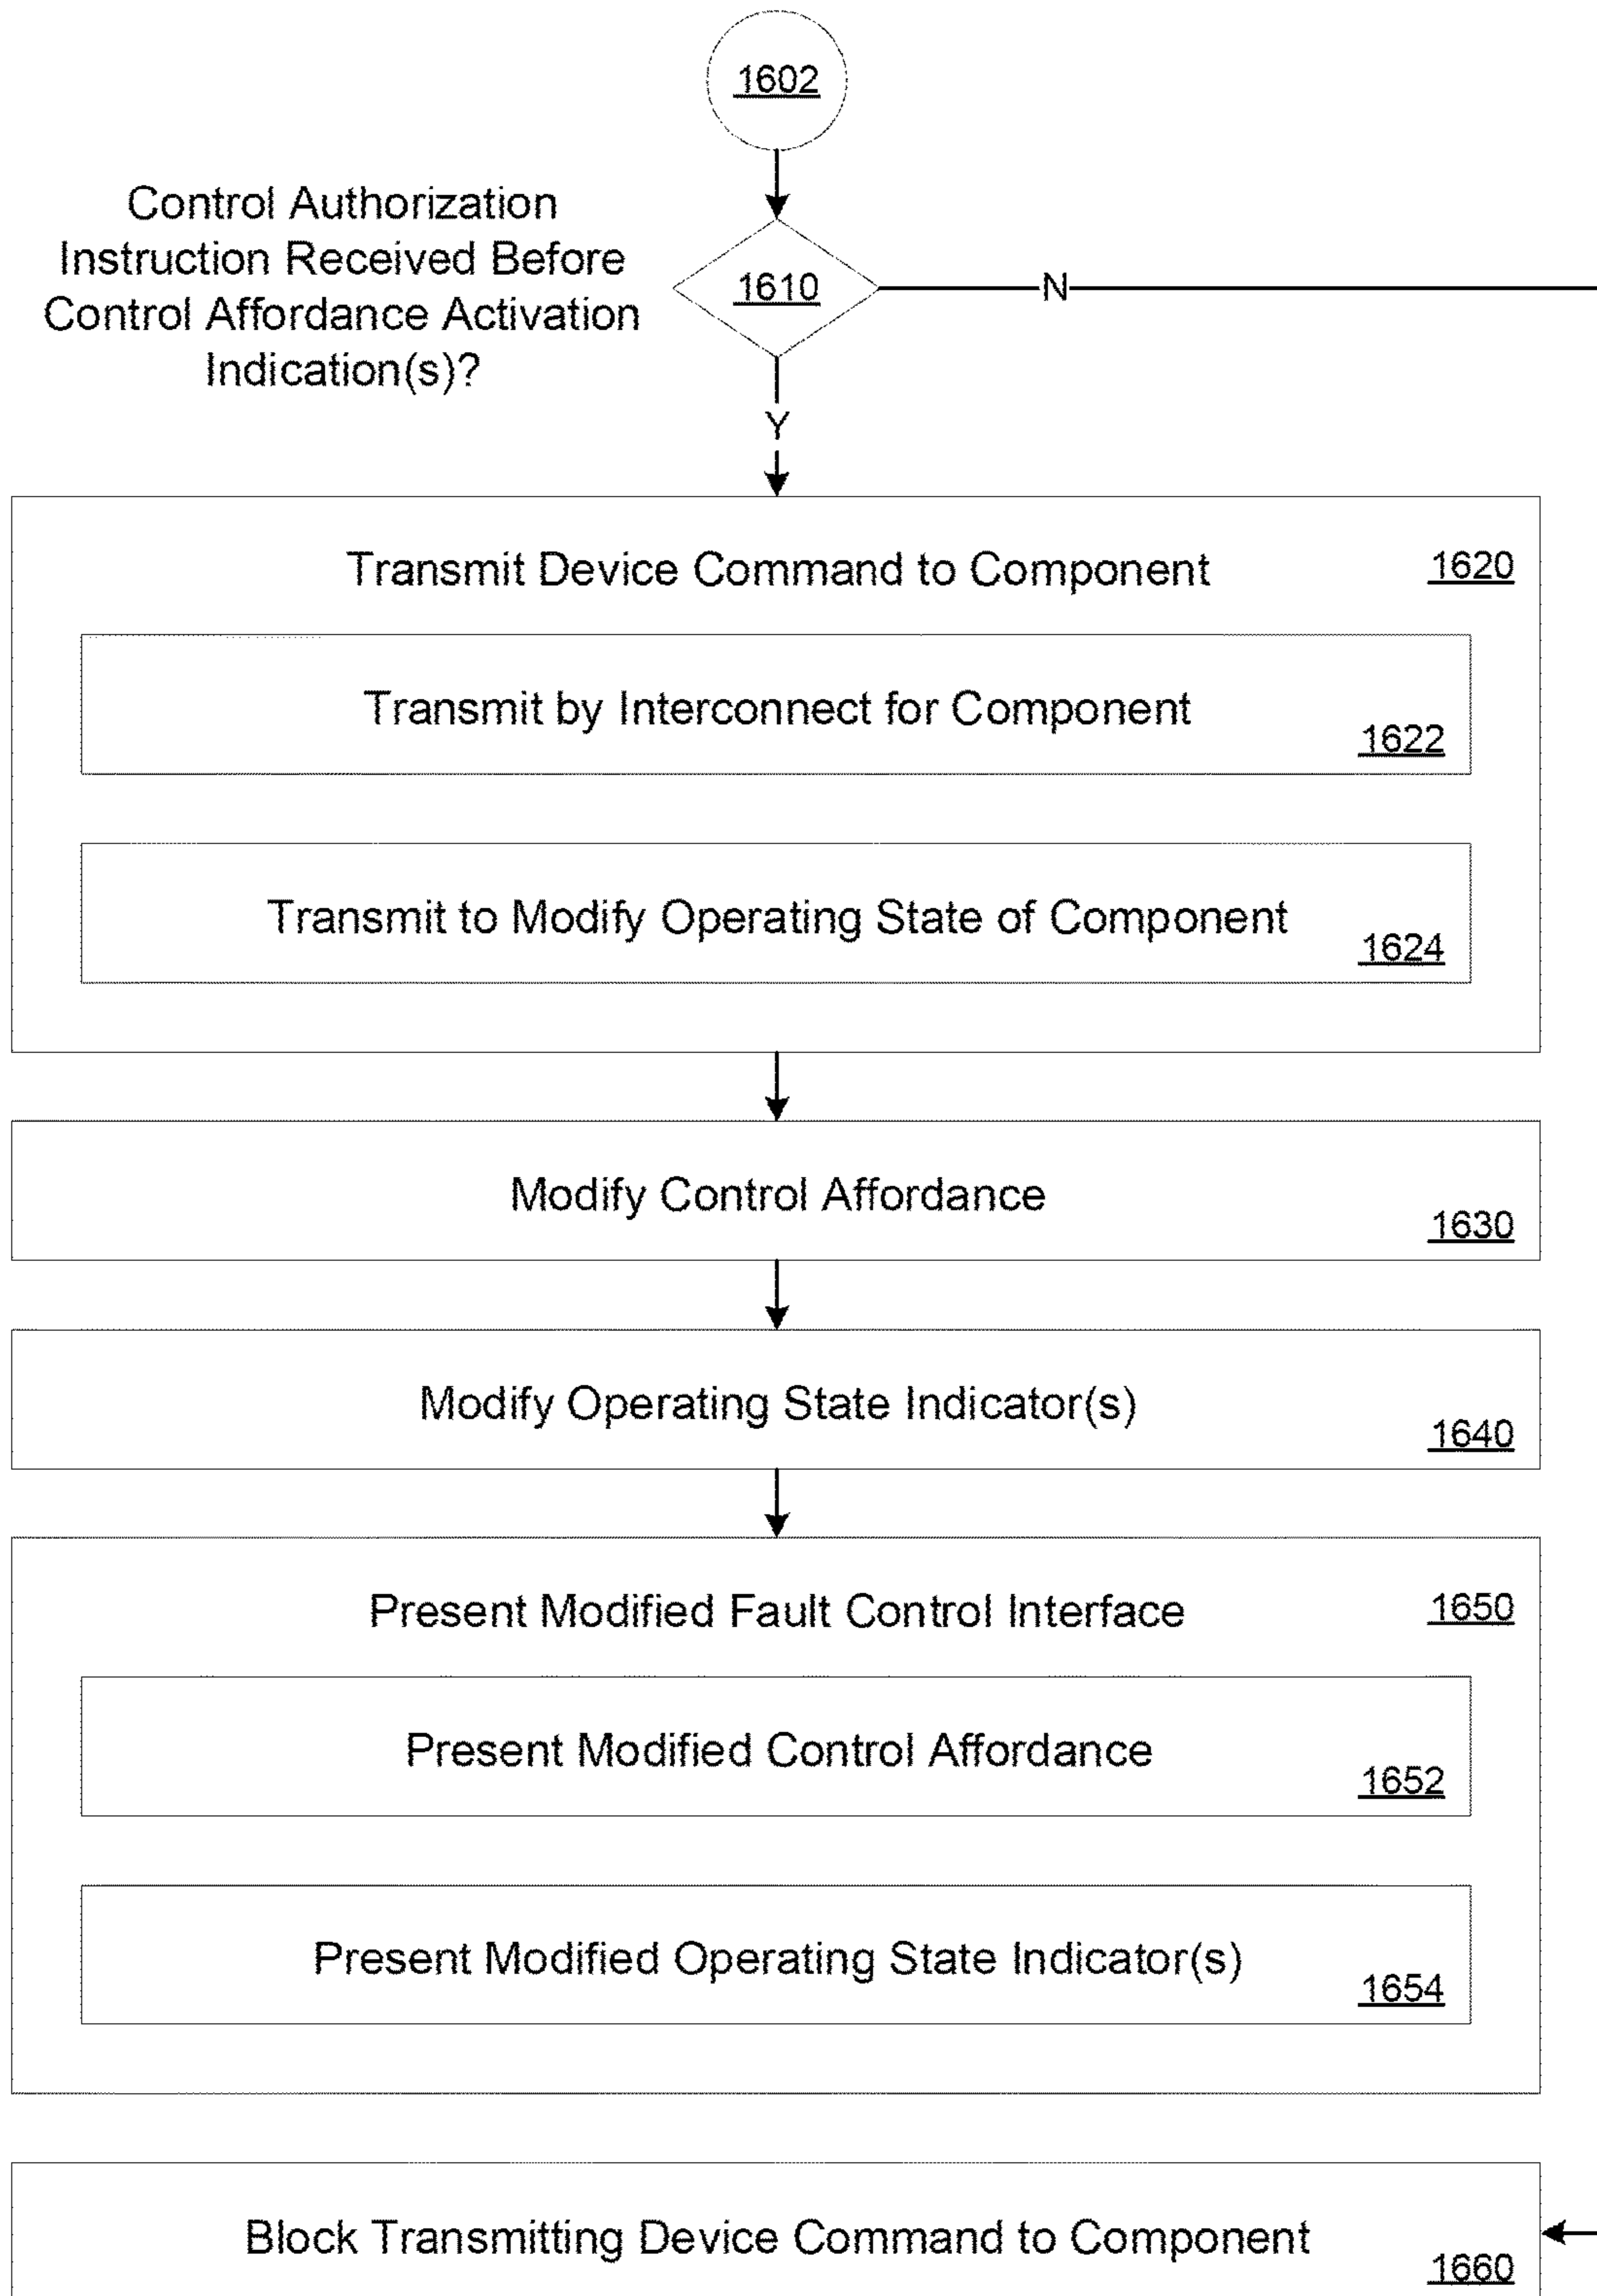 1602
Control Authorization
Instruction Received Before
Control Affordance Activation
Indication(s)?
1610
N
Y
Transmit Device Command to Component
1620
Transmit by Interconnect for Component
1622
Transmit to Modify Operating State of Component
1624
Modify Control Affordance
1630
Modify Operating State Indicator(s)
1640
Present Modified Fault Control Interface
1650
Present Modified Control Affordance
1652
Present Modified Operating State Indicator(s)
1654
Block Transmitting Device Command to Component
1660